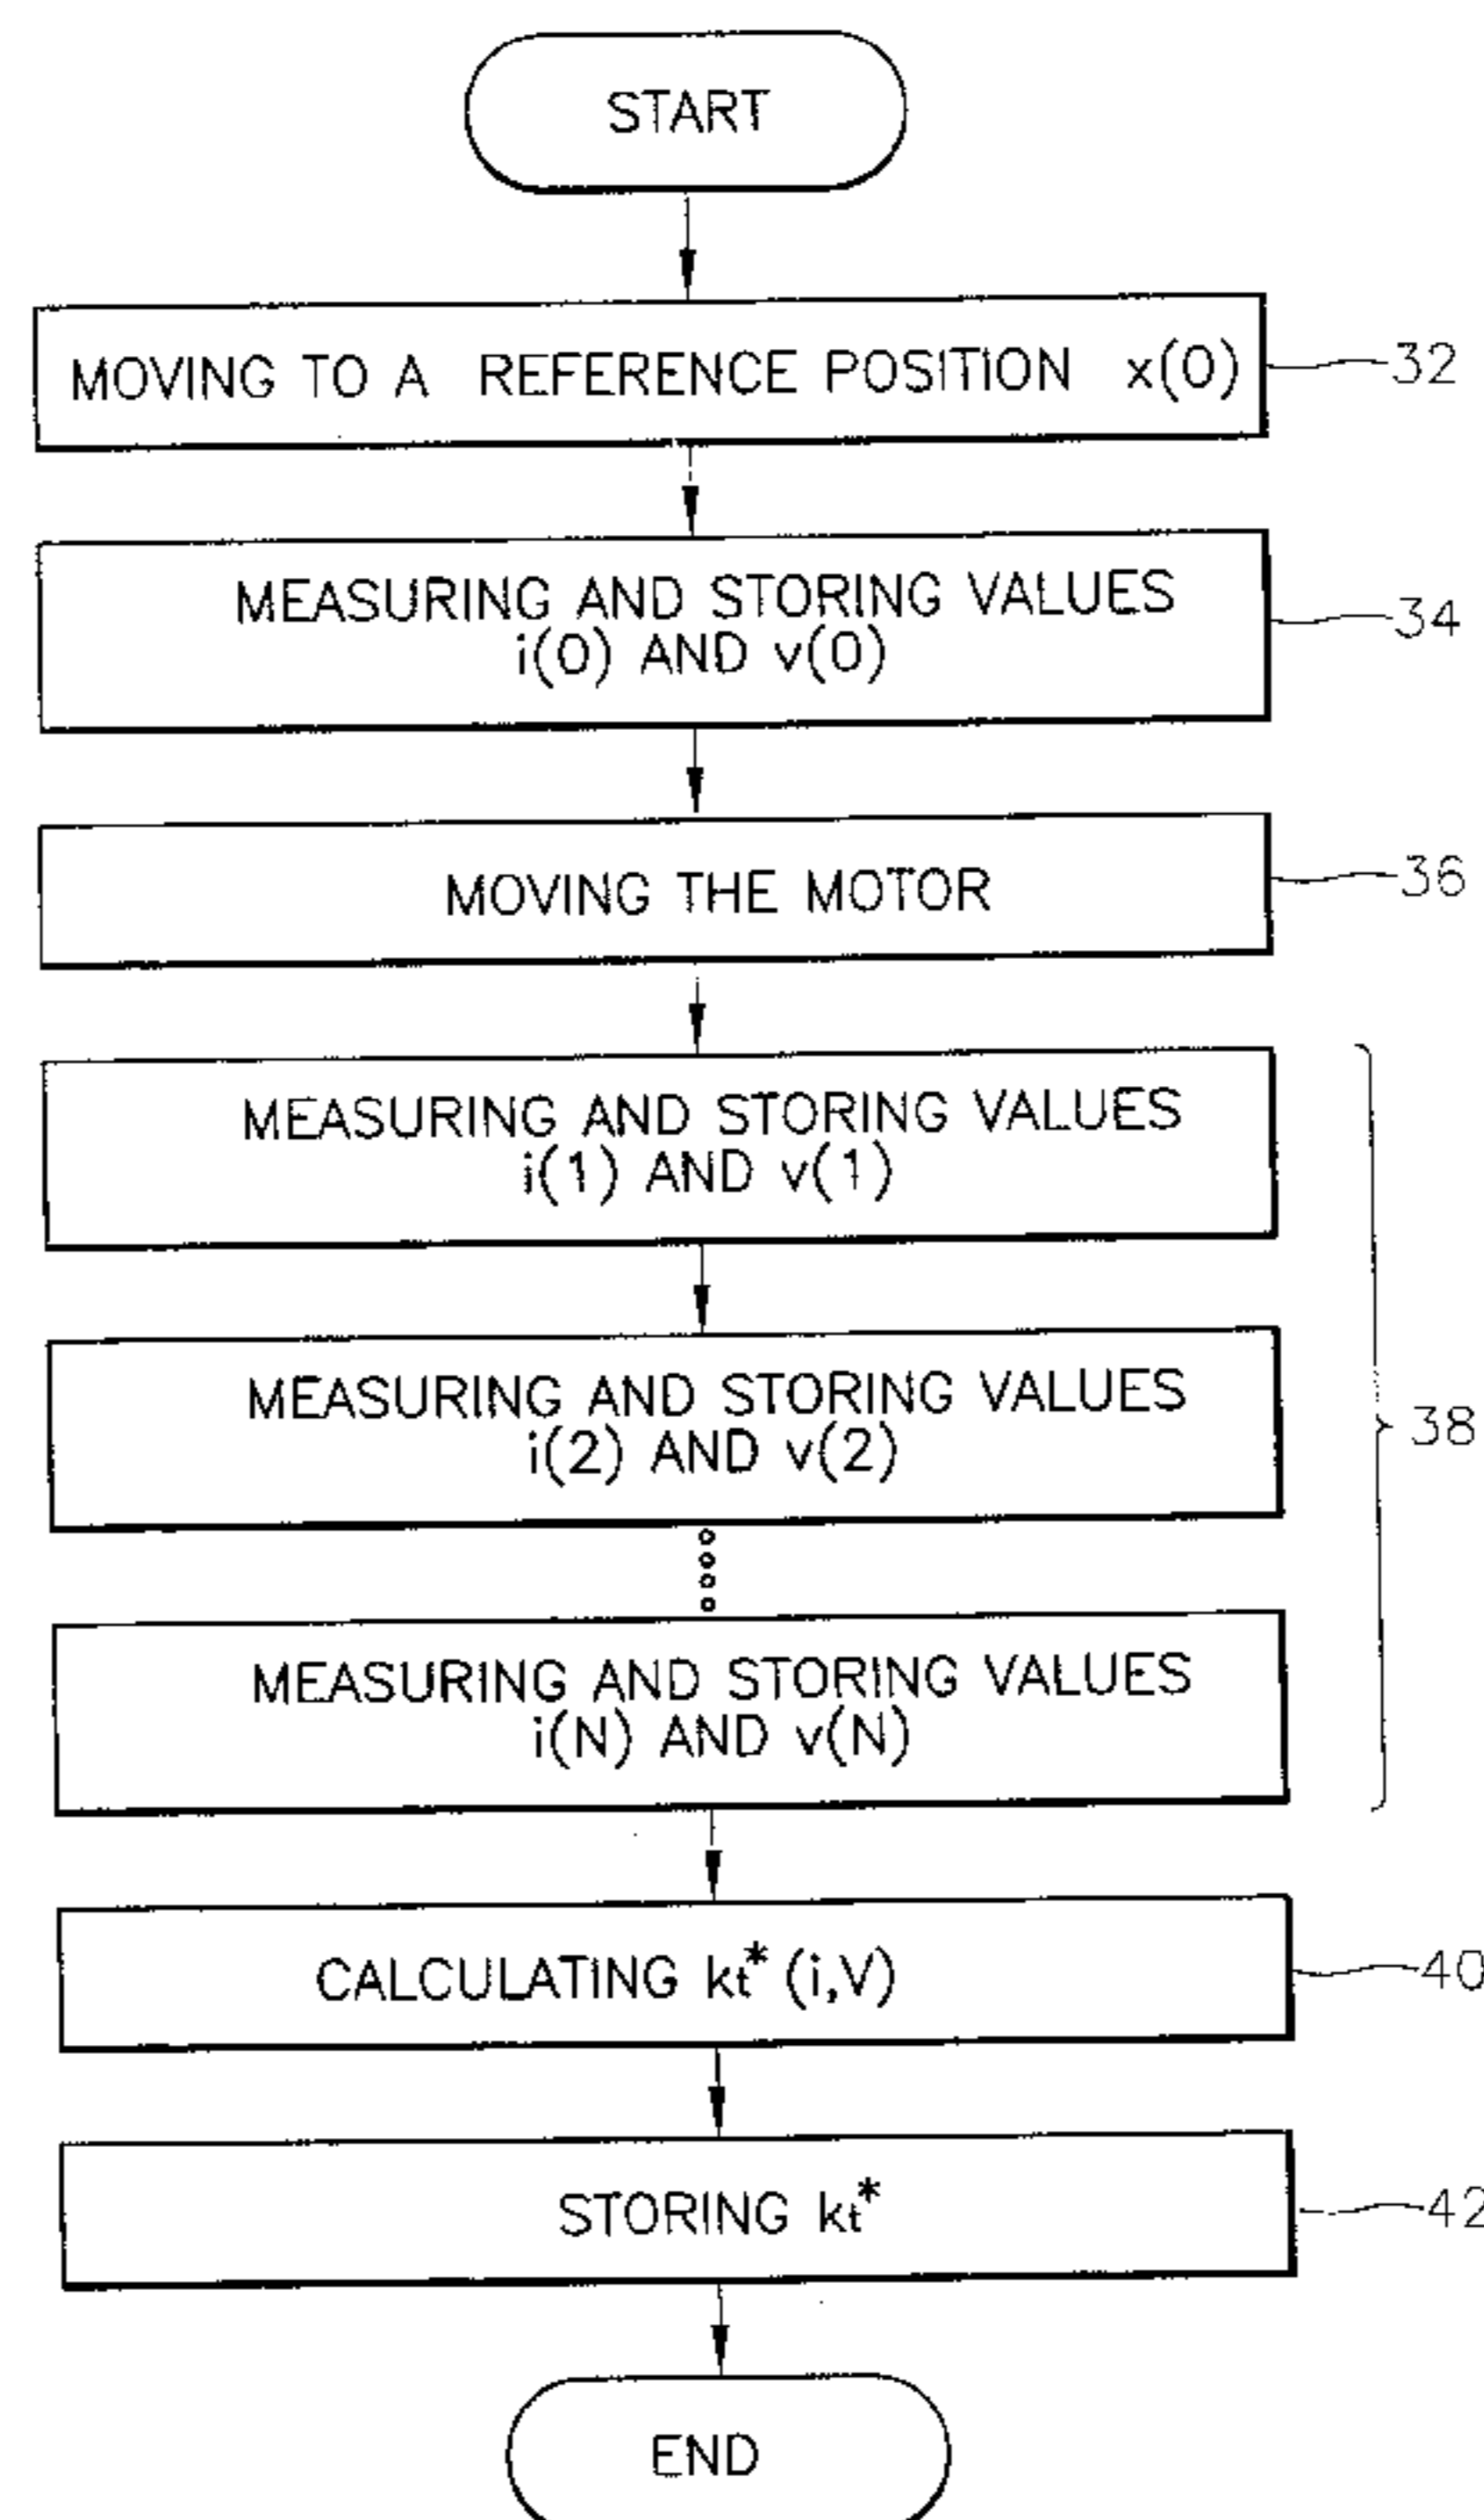 START
MOVING TO A REFERENCE POSITION x(0)
32
MEASURING AND STORING VALUES
i(0) AND v(0)
34
MOVING THE MOTOR
36
MEASURING AND STORING VALUES
i(1) AND v(1)
MEASURING AND STORING VALUES
i(2) AND v(2)
38
MEASURING AND STORING VALUES
i(N) AND v(N)
CALCULATING kt*(i,V)
40
STORING kt*
42
END